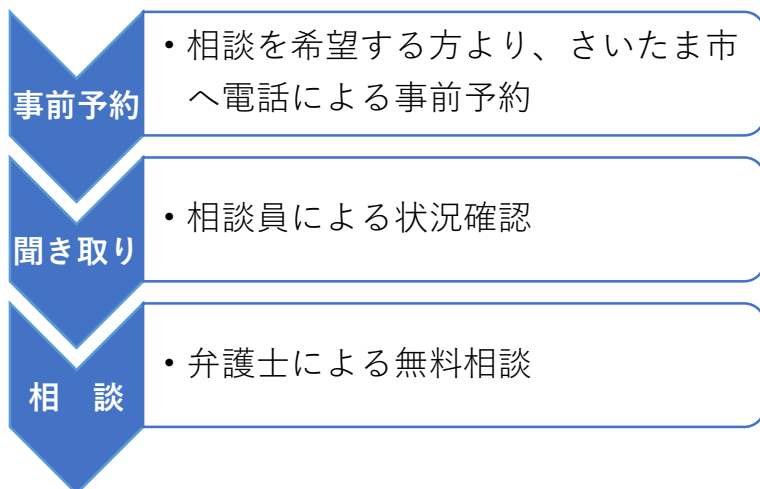 事前予約
・相談を希望する方より、さいたま市
へ電話による事前予約
聞き取り
・相談員による状況確認
相　談
・弁護士による無料相談